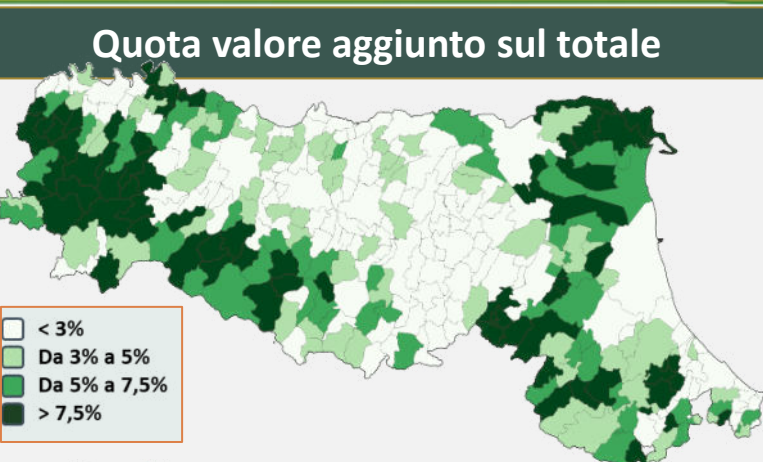 Quota valore aggiunto sul totale
< 3%
Da 3% a 5%
Da 5% a 7,5%
> 7,5%